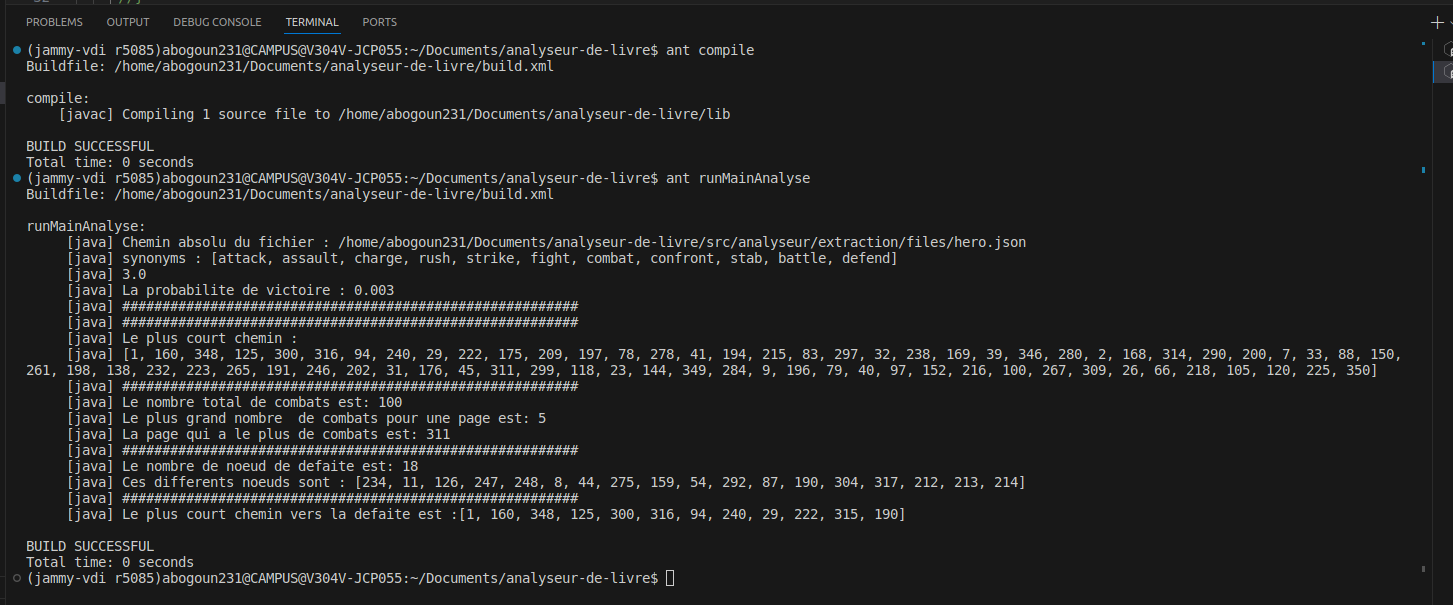 PROBLEMS OUTPUT DEBUG CONSOLE TERMINAL PORTS
(jammy-vdi r5085)abogoun231@CAMPUS@V304V-JCP055:~/Documents/analyseur-de-livre$ ant compile
Buildfile: /home/abogoun231/Documents/analyseur-de-livre/build.xml
compile:
[javac] Compiling 1 source file to /home/abogoun231/Documents/analyseur-de-livre/lib
BUILD SUCCESSFUL
Total time: 0 seconds
(jammy-vdi r5085)abogoun231@CAMPUS@V304V-JCP055:~/Documents/analyseur-de-livre$ ant runMainAnalyse
Buildfile: /home/abogoun231/Documents/analyseur-de-livre/build.xml
runMainAnalyse:
[java] Chemin absolu du fichier : /home/abogoun231/Documents/analyseur-de-livre/src/analyseur/extraction/files/hero.json
[java] synonyms : [attack, assault, charge, rush, strike, fight, combat, confront, stab, battle, defend]
[java] 3.0
[java] La probabilite de victoire : 0.003
[java] #########################################################
[java] #########################################################
[java] Le plus court chemin :
[java] [1, 160, 348, 125, 300, 316, 94, 240, 29, 222, 175, 209, 197, 78, 278, 41, 194, 215, 83, 297, 32, 238, 169, 39, 346, 280, 2, 168, 314, 290, 200, 7, 33, 88, 150,
261, 198, 138, 232, 223, 265, 191, 246, 202, 31, 176, 45, 311, 299, 118, 23, 144, 349, 284, 9, 196, 79, 40, 97, 152, 216, 100, 267, 309, 26, 66, 218, 105, 120, 225, 350]
[java] #########################################################
[java] Le nombre total de combats est: 100
[java] Le plus grand nombre  de combats pour une page est: 5
[java] La page qui a le plus de combats est: 311
[java] #########################################################
[java] Le nombre de noeud de defaite est: 18
[java] Ces differents noeuds sont : [234, 11, 126, 247, 248, 8, 44, 275, 159, 54, 292, 87, 190, 304, 317, 212, 213, 214]
[java] #########################################################
[java] Le plus court chemin vers la defaite est :[1, 160, 348, 125, 300, 316, 94, 240, 29, 222, 315, 190]
BUILD SUCCESSFUL
Total time: 0 seconds
(jammy-vdi r5085)abogoun231@CAMPUS@V304V-JCP055:~/Documents/analyseur-de-livre$